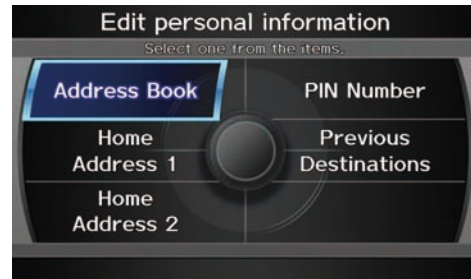 Edit personal information
Select one from the items.
Address Book
PIN Number
Home
Address 1
Previous
Destinations
Home
Address 2